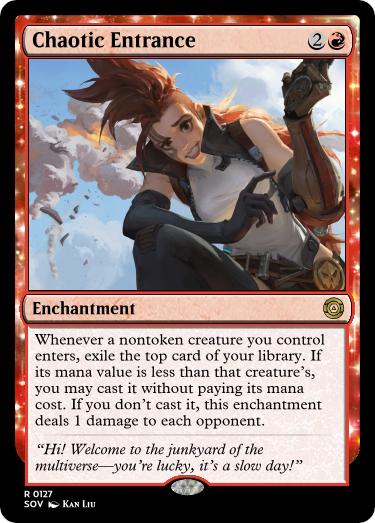 Chaotic Entrance 2
Enchantment
Whenever a nontoken creature you control
enters, exile the top card of your library. If
its mana value is less than that creature's,
you may cast it without paying its mana
cost. If you don't cast it, this enchantment
deals 1 damage to each opponent.
“Hi! Welcome to the junkyard of the
multiverse—you're lucky, it's a slow day!”
R 0127
SOV KAN LIU